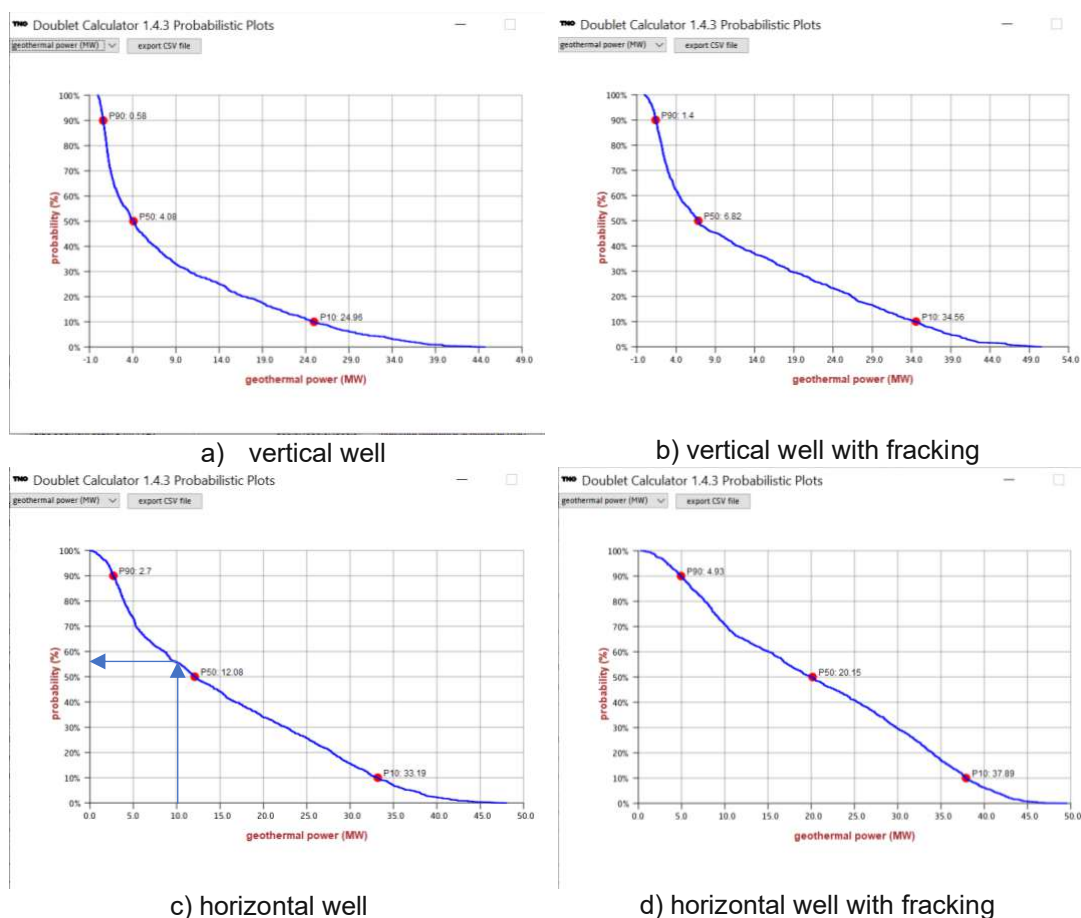 TNO Doublet Calculator 1.4.3 Probabilistic Plots
geothermal power (MW)
export CSV file
probability (%)
100%
90%
80%
70%
60%
50%
40%
30%
20%
10%
0%
P90: 0.58
P50: 4.08
P10: 24.96
-1.0 4.0 9.0 14.0 19.0 24.0 29.0 34.0 39.0 44.0 49.0
geothermal power (MW)
a) vertical well
TNO Doublet Calculator 1.4.3 Probabilistic Plots
geothermal power (MW)
export CSV file
probability (%)
100%
90%
80%
70%
60%
50%
40%
30%
20%
10%
0%
P90: 1.4
P50: 6.82
P10: 34.56
-1.0 4.0 9.0 14.0 19.0 24.0 29.0 34.0 39.0 44.0 49.0 54.0
geothermal power (MW)
b) vertical well with fracking
TNO Doublet Calculator 1.4.3 Probabilistic Plots
geothermal power (MW)
export CSV file
probability (%)
100%
90%
80%
70%
60%
50%
40%
30%
20%
10%
0%
P90: 2.7
P50: 12.08
P10: 33.19
0.0 5.0 10.0 15.0 20.0 25.0 30.0 35.0 40.0 45.0 50.0
geothermal power (MW)
c) horizontal well
TNO Doublet Calculator 1.4.3 Probabilistic Plots
geothermal power (MW)
export CSV file
probability (%)
100%
90%
80%
70%
60%
50%
40%
30%
20%
10%
0%
P90: 4.93
P50: 20.15
P10: 37.89
0.0 5.0 10.0 15.0 20.0 25.0 30.0 35.0 40.0 45.0 50.0
geothermal power (MW)
d) horizontal well with fracking